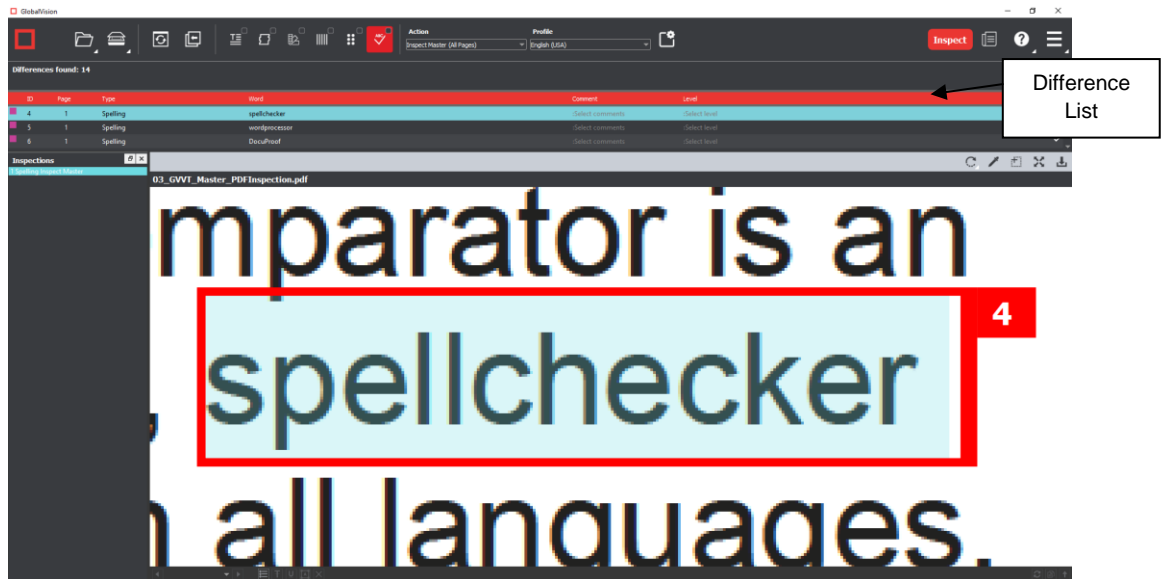 GlobalVision
Action
Profile
Inspect Master (All Pages)
English (USA)
Inspect
Differences found: 14
Difference
List
ID Page Type Word Comment Level
4 1 Spelling spellchecker Select comments Select level
5 1 Spelling wordprocessor Select comments Select level
6 1 Spelling DocuProof Select comments Select level
Inspections
1 Spelling Inspect Master
03_GVVT_Master_PDFInspection.pdf
mparator is an
4
spellchecker
all languages.